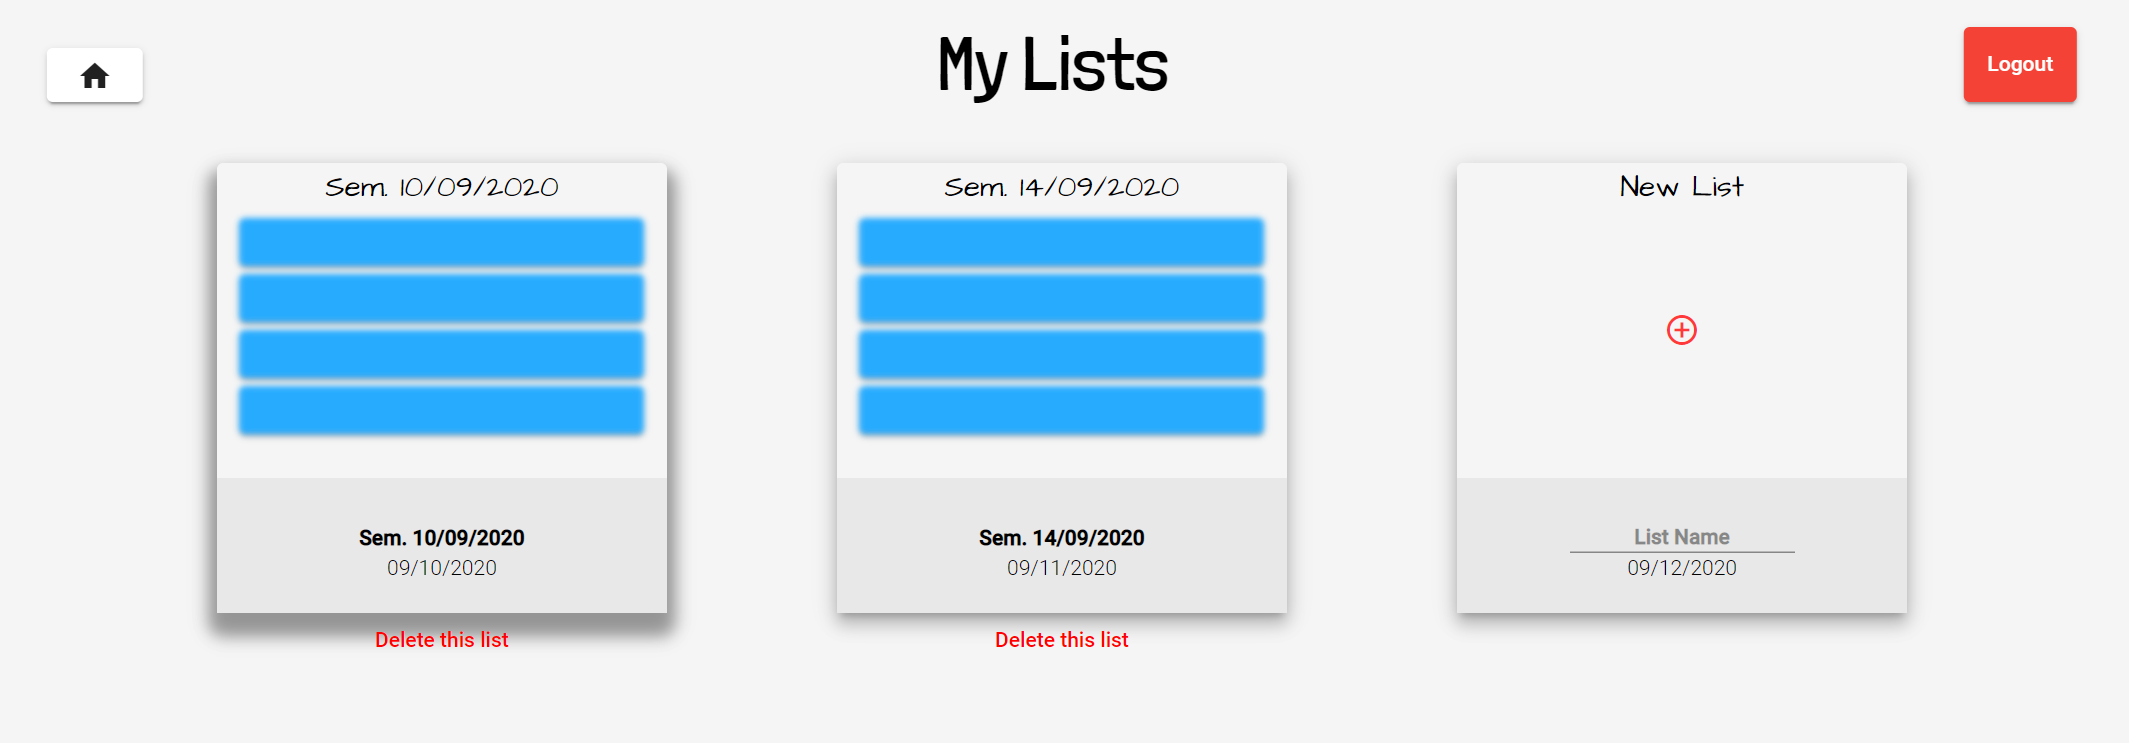 My Lists
Logout
Sem. 10/09/2020
Sem. 10/09/2020
09/10/2020
Delete this list
Sem. 14/09/2020
Sem. 14/09/2020
09/11/2020
Delete this list
New List
List Name
09/12/2020